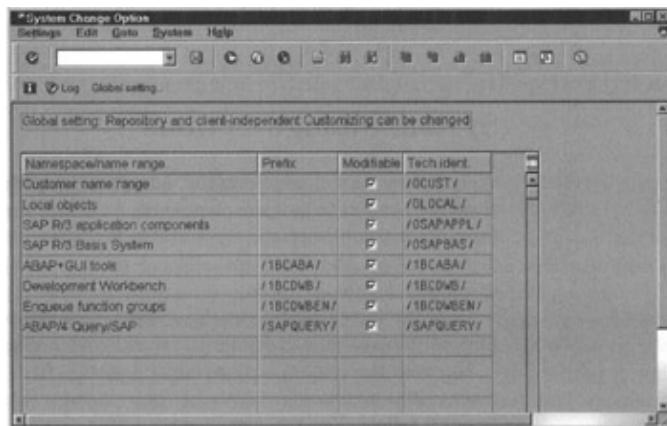 System Change Option
Settings Edit Goto System Help
Log Global setting..
Global setting: Repository and client-independent Customizing can be changed
Namespace/name range Prefix Modifiable Tech ident.
Customer name range /0CUST/
Local objects /0LOCAL/
SAP R/3 application components /0SAPAPPL/
SAP R/3 Basis System /0SAPBAS/
ABAP+GUI tools /1BCABA/ /1BCABA/
Development Workbench /1BCDWB/ /1BCDWB/
Enqueue function groups /1BCDWBEN/ /1BCDWBEN/
ABAP/4 Query/SAP /SAPQUERY/ /SAPQUERY/